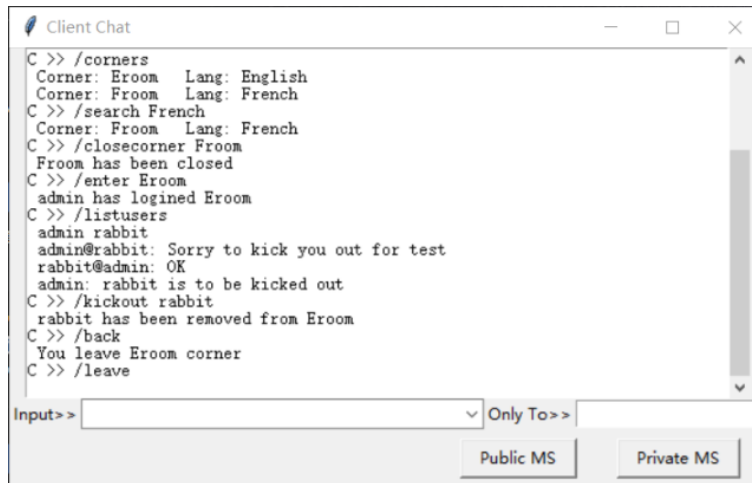 Client Chat
C >> /corners
Corner: Eroom Lang: English
Corner: Froom Lang: French
C >> /search French
Corner: Froom Lang: French
C >> /closecorner Froom
Froom has been closed
C >> /enter Eroom
admin has logined Eroom
C >> /listusers
admin rabbit
admin@rabbit: Sorry to kick you out for test
rabbit@admin: OK
admin: rabbit is to be kicked out
C >> /kickout rabbit
rabbit has been removed from Eroom
C >> /back
You leave Eroom corner
C >> /leave
Input>> Only To>>
Public MS Private MS